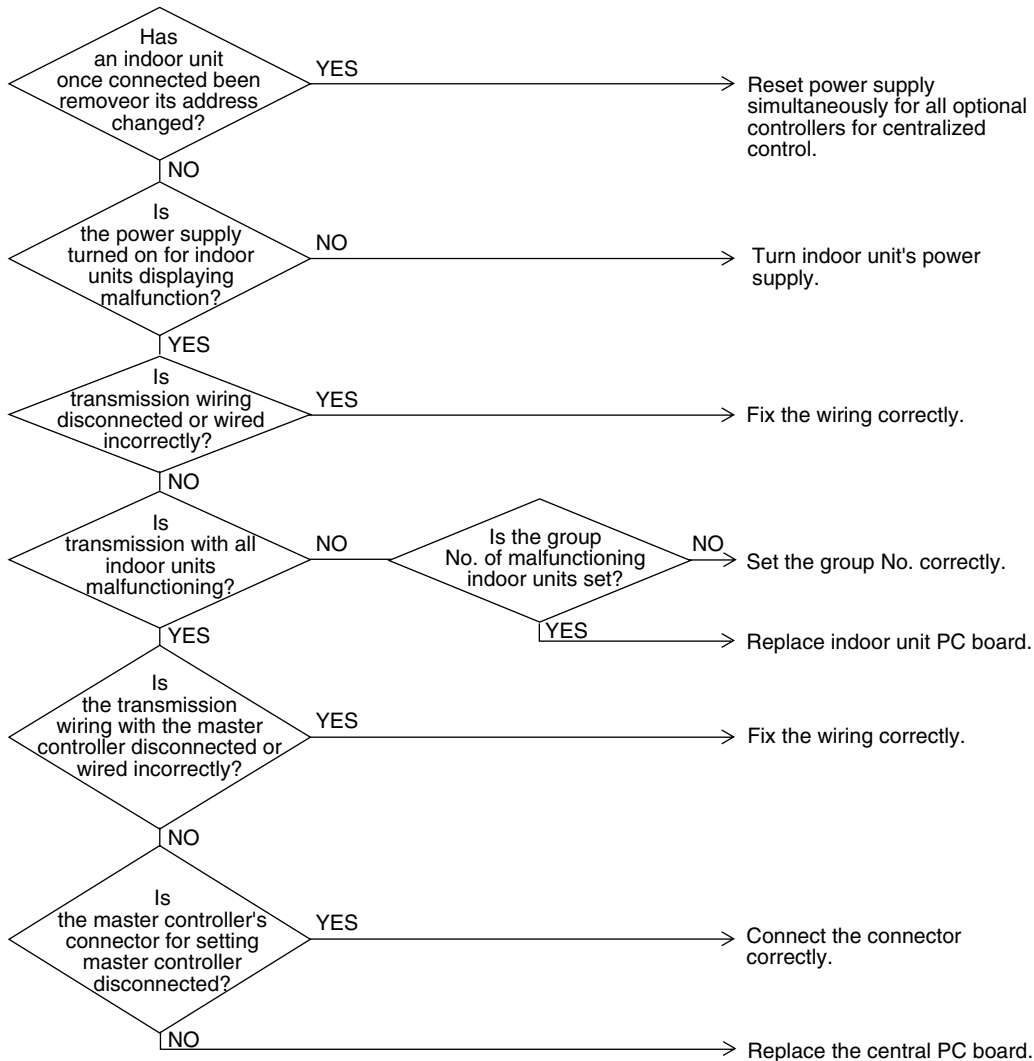 Has
an indoor unit
once connected been
removeor its address
changed?
YES
Reset power supply
simultaneously for all optional
controllers for centralized
control.
NO
Is
the power supply
turned on for indoor
units displaying
malfunction?
NO
Turn indoor unit's power
supply.
YES
Is
transmission wiring
disconnected or wired
incorrectly?
YES
Fix the wiring correctly.
NO
Is
transmission with all
indoor units
malfunctioning?
NO
Is the group
No. of malfunctioning
indoor units set?
NO
Set the group No. correctly.
YES
Replace indoor unit PC board.
YES
Is
the transmission
wiring with the master
controller disconnected or
wired incorrectly?
YES
Fix the wiring correctly.
NO
Is
the master controller's
connector for setting
master controller
disconnected?
YES
Connect the connector
correctly.
NO
Replace the central PC board.